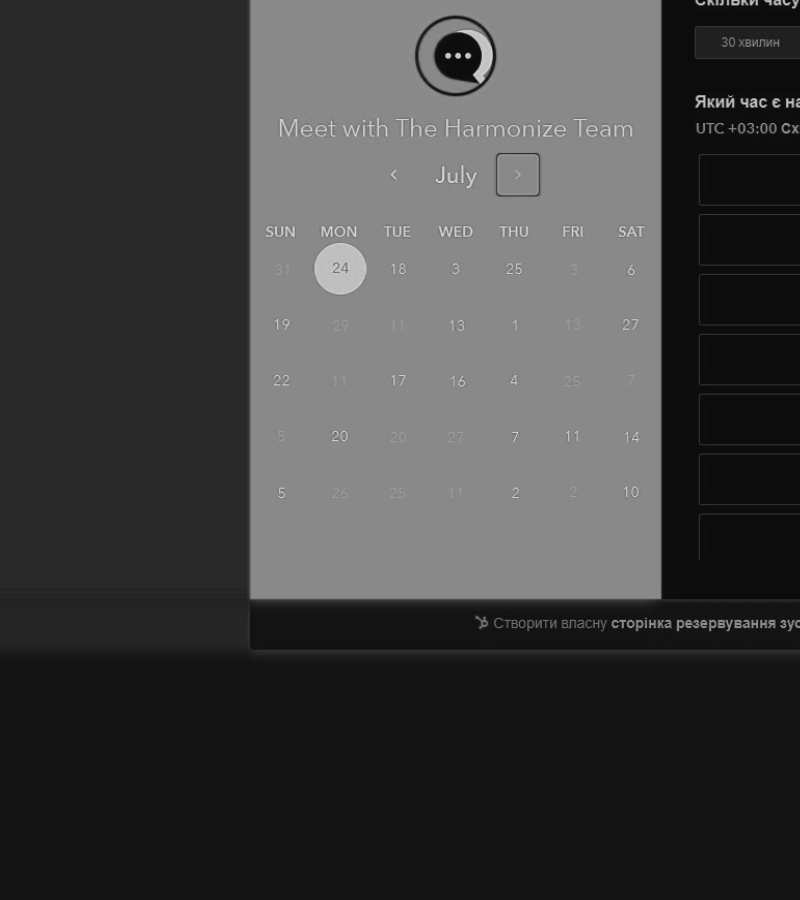 Скільки часу
30 хвилин
Meet with The Harmonize Team
Який час є на
UTC +03:00 Сх
July
SUN MON TUE WED THU FRI SAT
31 24 18 3 25 3 6
19 29 11 13 1 13 27
22 11 17 16 4 25 7
5 20 20 27 7 11 14
5 26 25 11 2 2 10
Створити власну сторінка резервування зус